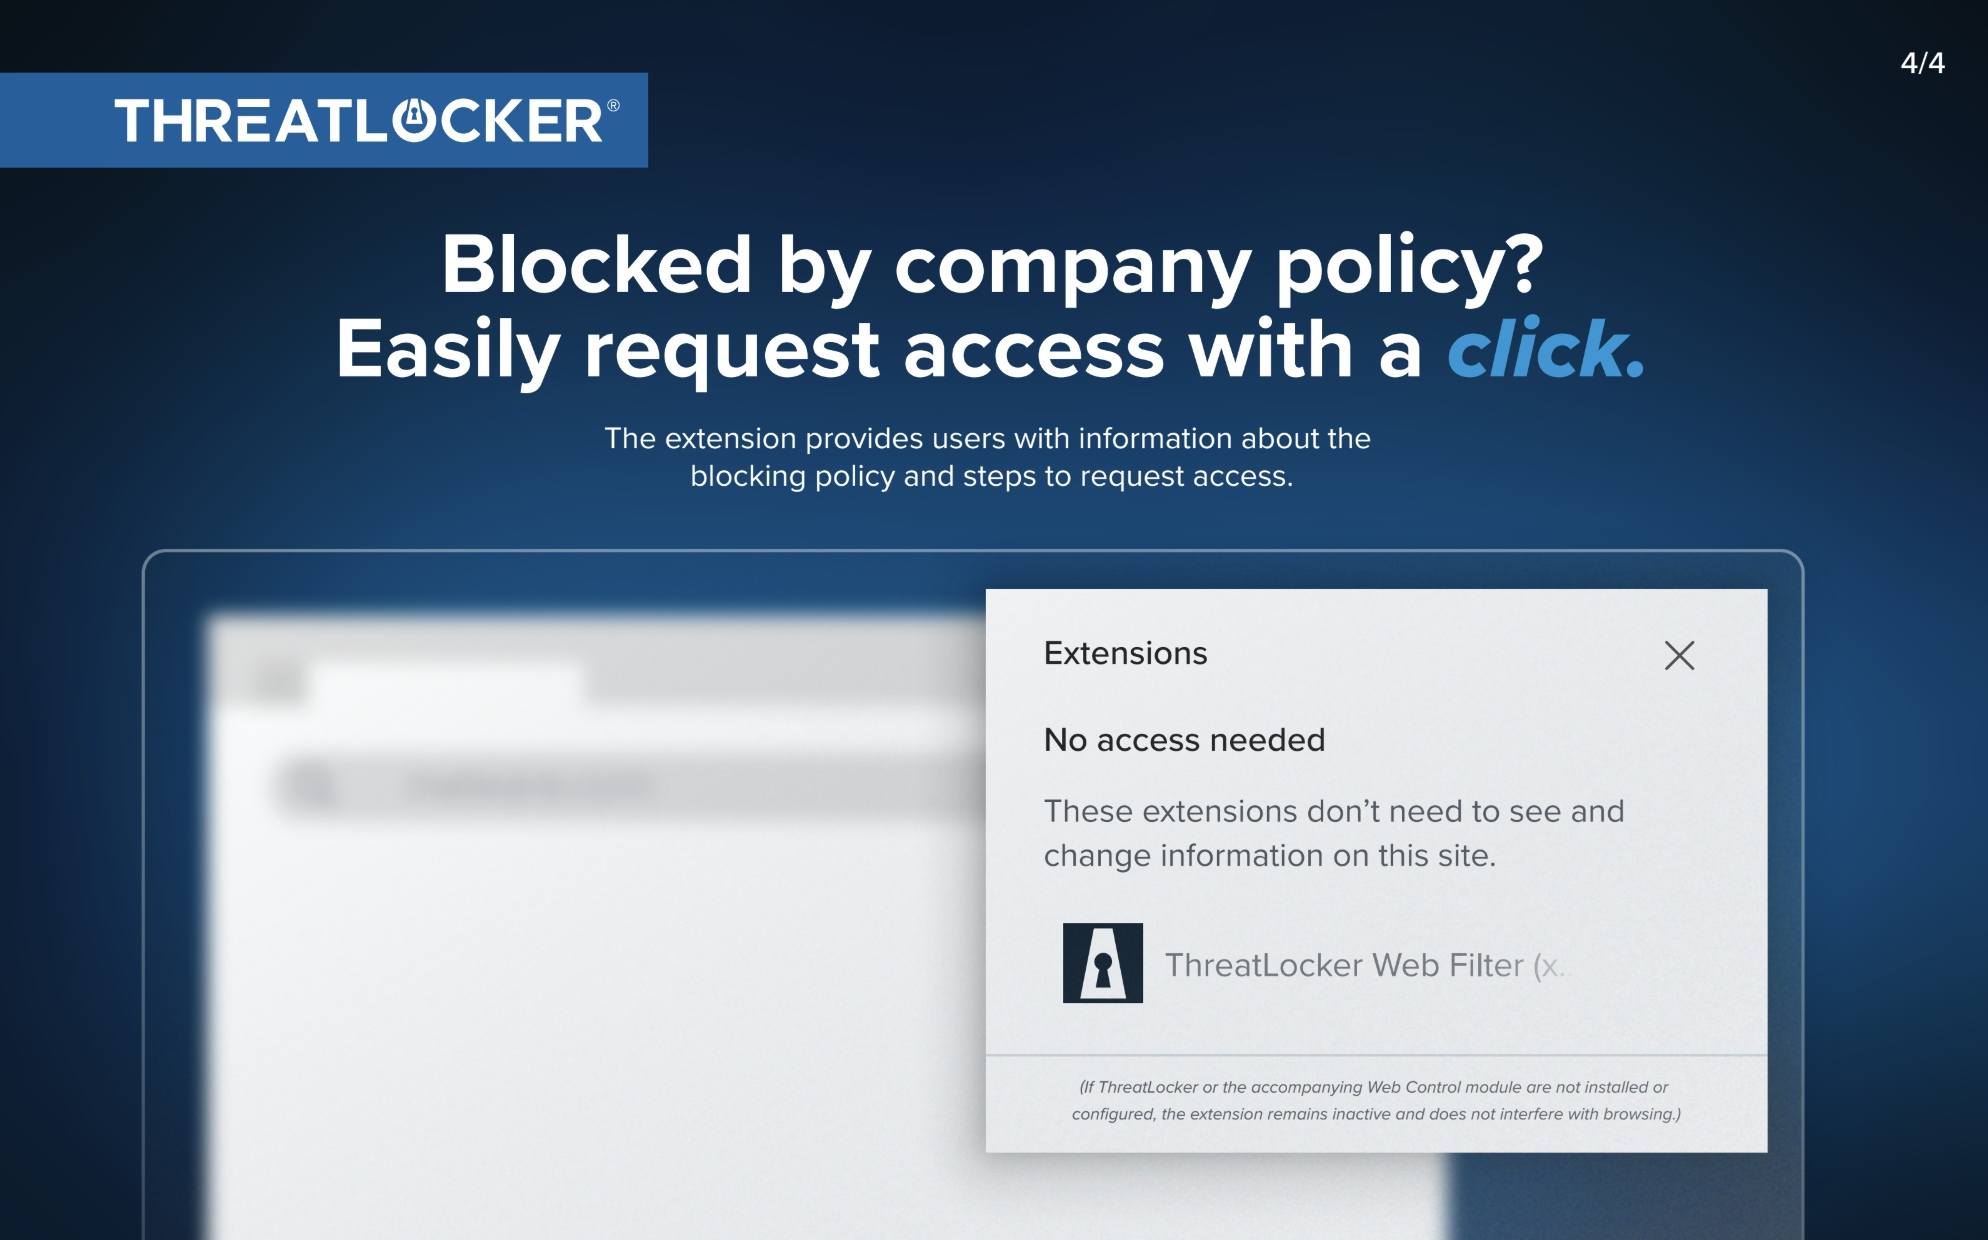 4/4
THREATLOCKER®
Blocked by company policy?
Easily request access with a click.
The extension provides users with information about the
blocking policy and steps to request access.
Extensions
No access needed
These extensions don’t need to see and
change information on this site.
ThreatLocker Web Filter (x..
(If ThreatLocker or the accompanying Web Control module are not installed or
configured, the extension remains inactive and does not interfere with browsing.)